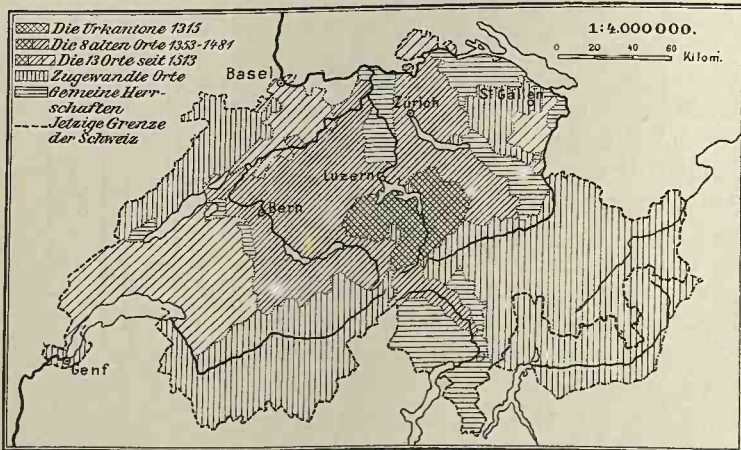 Die Urkantone 1315
Die 8 alten Orte 1353-1481
Die 13 Orte seit 1513
Zugewandte Orte
Gemeine Herr-
schaften
Jetzige Grenze
der Schweiz
1:4.000000.
0 20 40 60 Kilom.
Basel
Zürich
St Gallen
Luzern
Bern
Genf